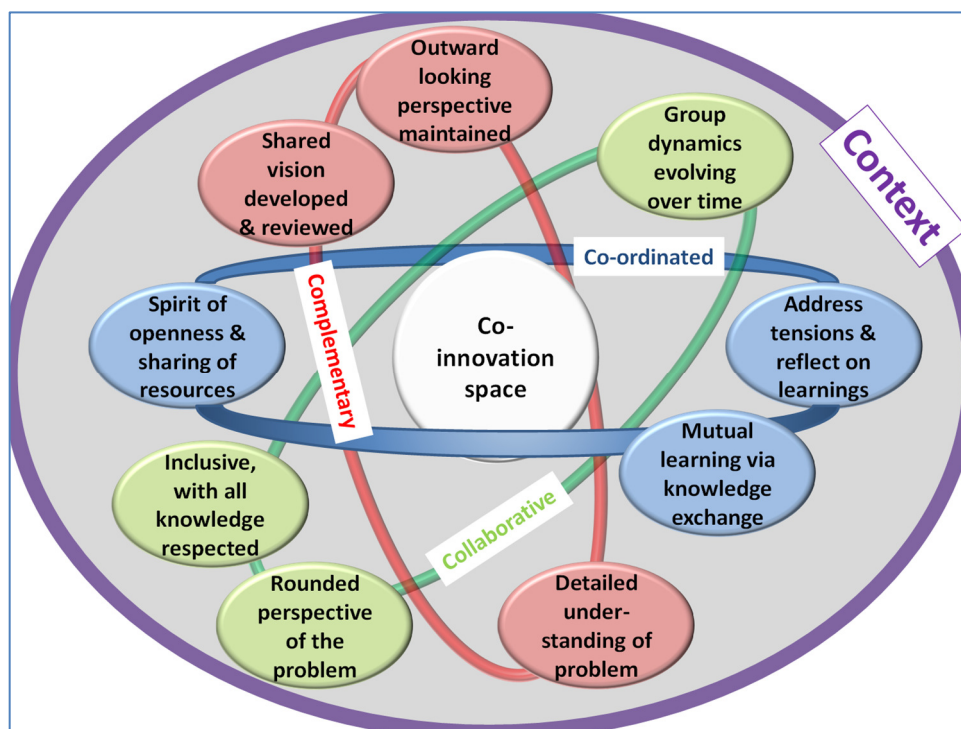 Outward
looking
perspective
maintained
Shared
vision
developed
& reviewed
Group
dynamics
evolving
over time
Context
Co-ordinated
Complementary
Spirit of
openness &
sharing of
resources
Co-
innovation
space
Address
tensions &
reflect on
learnings
Inclusive,
with all
knowledge
respected
Mutual
learning via
knowledge
exchange
Collaborative
Rounded
perspective
of the
problem
Detailed
under-
standing of
problem